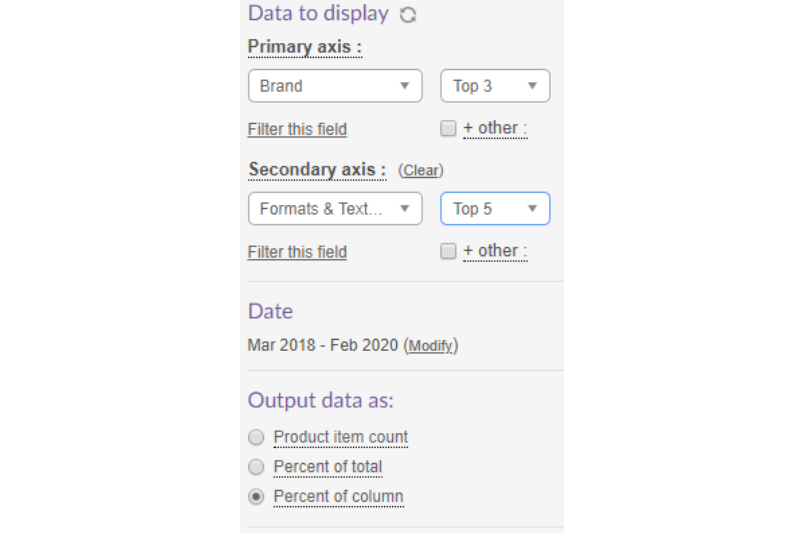 Data to display
Primary axis :
Brand Top 3
Filter this field + other :
Secondary axis : (Clear)
Formats & Text... Top 5
Filter this field + other :
Date
Mar 2018 - Feb 2020 (Modify)
Output data as:
Product item count
Percent of total
Percent of column